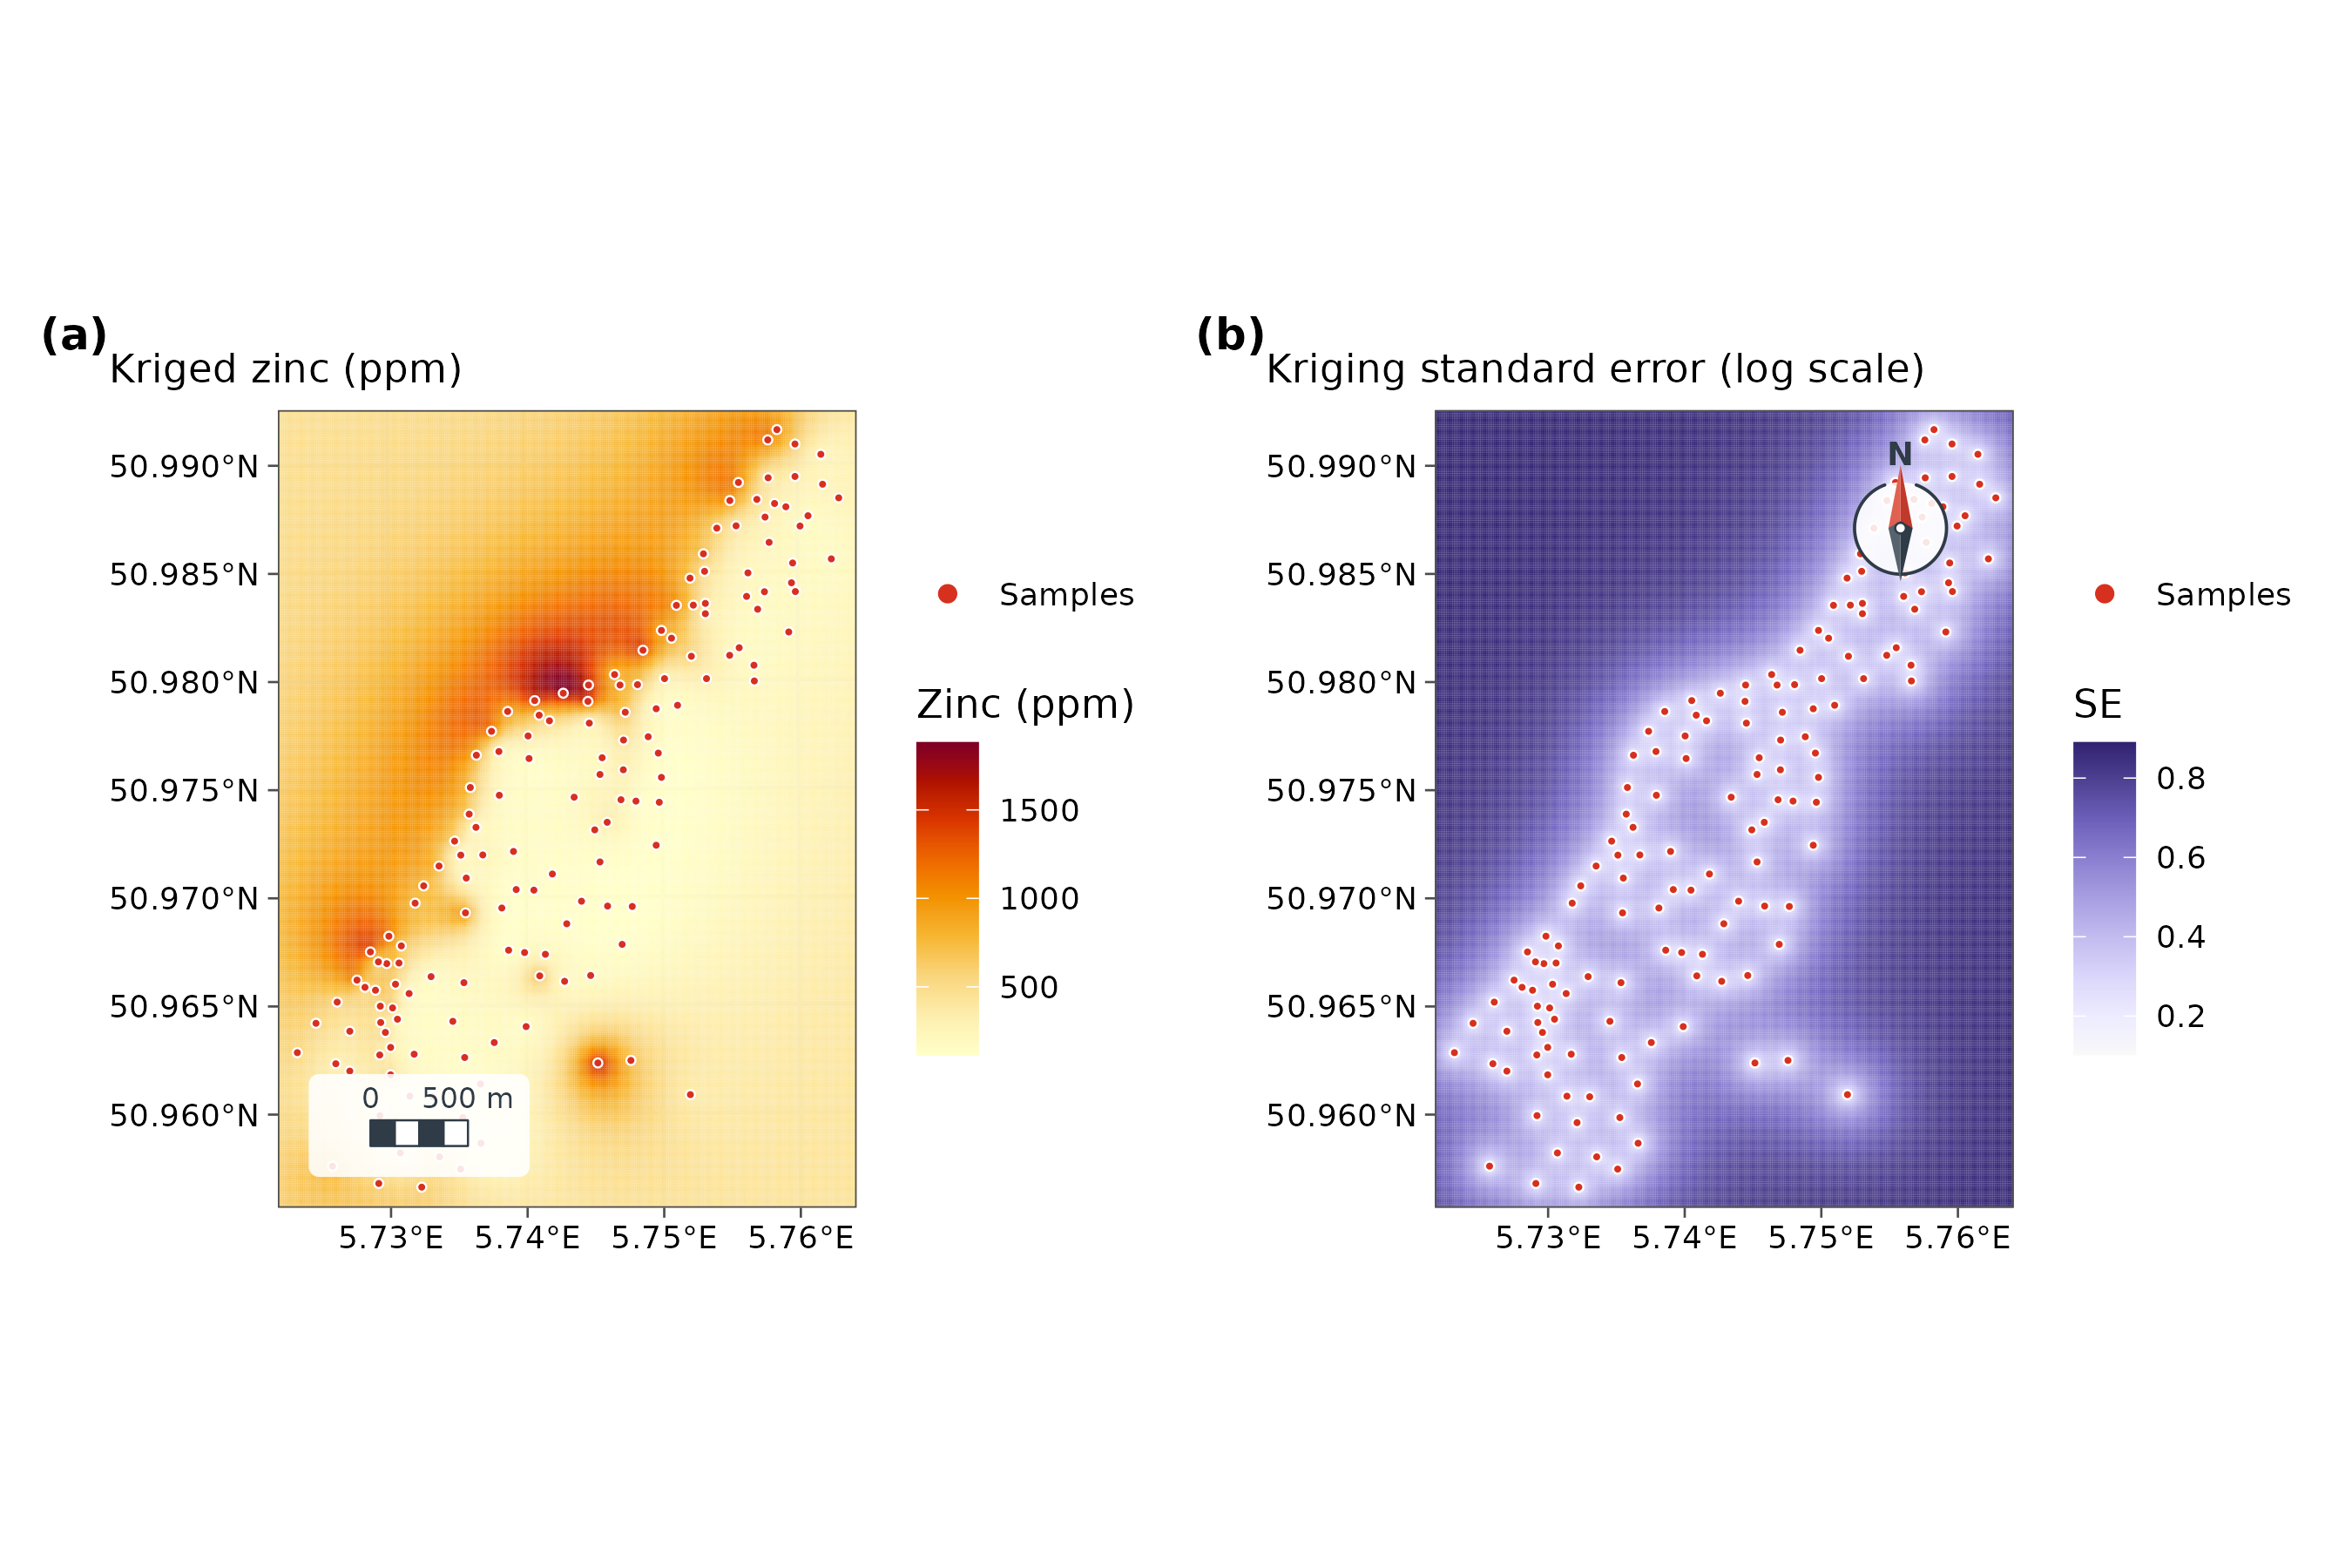 (a)
Kriged zinc (ppm)
50.990°N
50.985°N
50.980°N
50.975°N
50.970°N
50.965°N
50.960°N
5.73°E 5.74°E 5.75°E 5.76°E
0 500 m
Samples
Zinc (ppm)
1500
1000
500
(b)
Kriging standard error (log scale)
50.990°N
50.985°N
50.980°N
50.975°N
50.970°N
50.965°N
50.960°N
5.73°E 5.74°E 5.75°E 5.76°E
N
Samples
SE
0.8
0.6
0.4
0.2